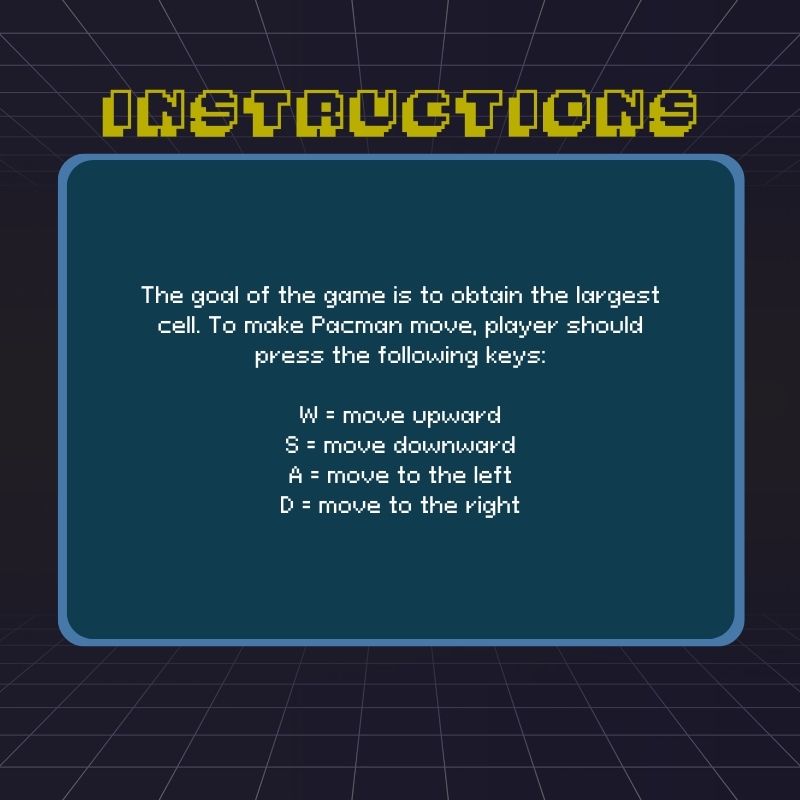 INSTRUCTIONS
The goal of the game is to obtain the largest
cell. To make Pacman move, player should
press the following keys:
W = move upward
S = move downward
A = move to the left
D = move to the right